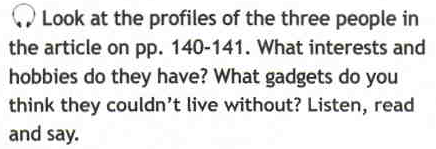 Look at the profiles of the three people in
the article on pp. 140-141. What interests and
hobbies do they have? What gadgets do you
think they couldn't live without? Listen, read
and say.